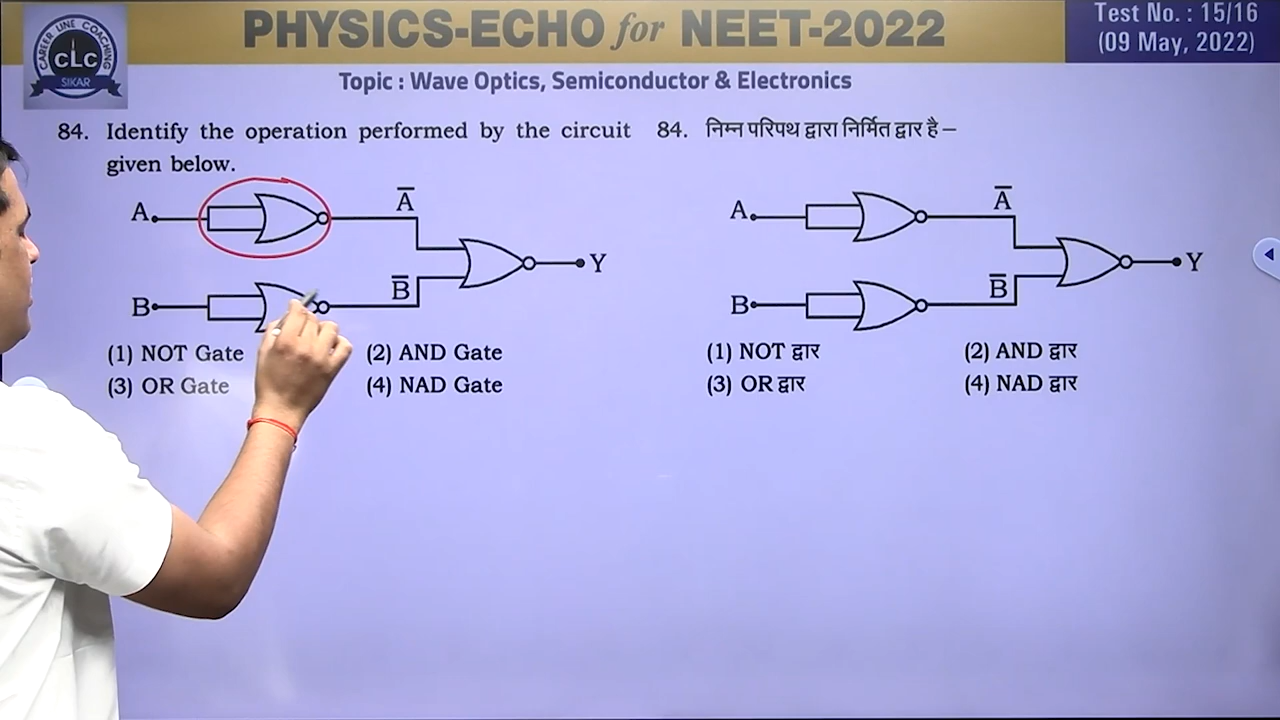 PHYSICS-ECHO for NEET-2022
Test No. : 15/16
(09 May, 2022)
CAREER LINE COACHING
CLC
SIKAR
Topic : Wave Optics, Semiconductor & Electronics
84. Identify the operation performed by the circuit
given below.
A
A̅
B
B̅
Y
(1) NOT Gate (2) AND Gate
(3) OR Gate (4) NAD Gate
84. निम्न परिपथ द्वारा निर्मित द्वार है –
A
A̅
B
B̅
Y
(1) NOT द्वार (2) AND द्वार
(3) OR द्वार (4) NAD द्वार